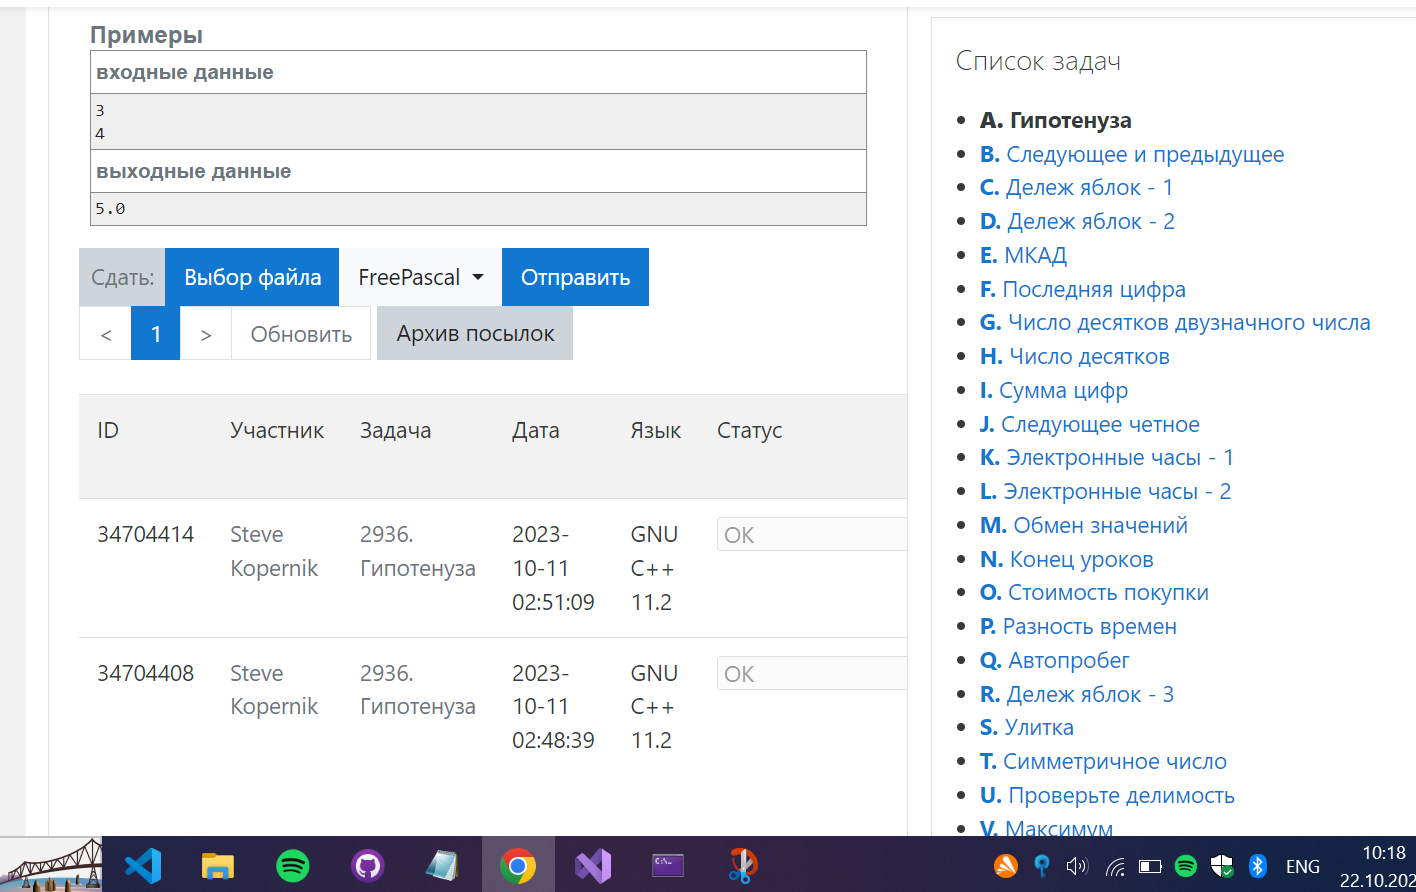 Примеры
входные данные
3
4
выходные данные
5.0
Сдать:
Выбор файла
FreePascal
Отправить
<
1
>
Обновить
Архив посылок
ID
Участник
Задача
Дата
Язык
Статус
34704414
Steve
Kopernik
2936.
Гипотенуза
2023-
10-11
02:51:09
GNU
C++
11.2
OK
34704408
Steve
Kopernik
2936.
Гипотенуза
2023-
10-11
02:48:39
GNU
C++
11.2
OK
Список задач
A. Гипотенуза
B. Следующее и предыдущее
C. Дележ яблок - 1
D. Дележ яблок - 2
E. МКАД
F. Последняя цифра
G. Число десятков двузначного числа
H. Число десятков
I. Сумма цифр
J. Следующее четное
K. Электронные часы - 1
L. Электронные часы - 2
M. Обмен значений
N. Конец уроков
O. Стоимость покупки
P. Разность времен
Q. Автопробег
R. Дележ яблок - 3
S. Улитка
T. Симметричное число
U. Проверьте делимость
V. Максимум
ENG
10:18
22.10.202